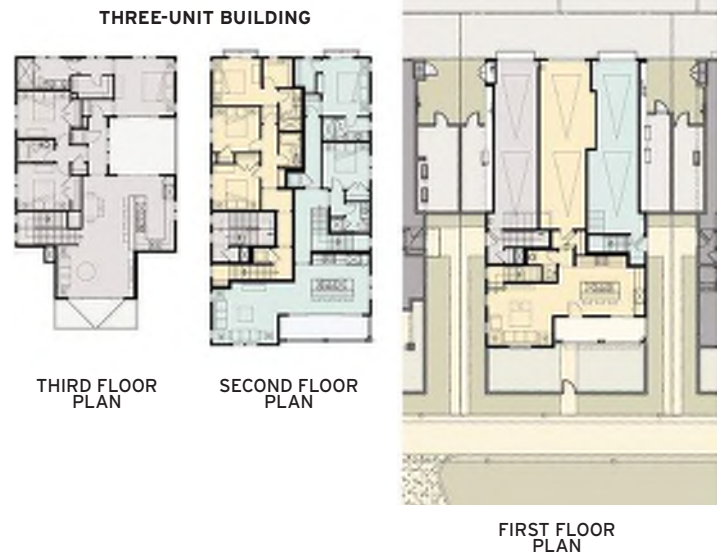 THREE-UNIT BUILDING
THIRD FLOOR
PLAN
SECOND FLOOR
PLAN
FIRST FLOOR
PLAN